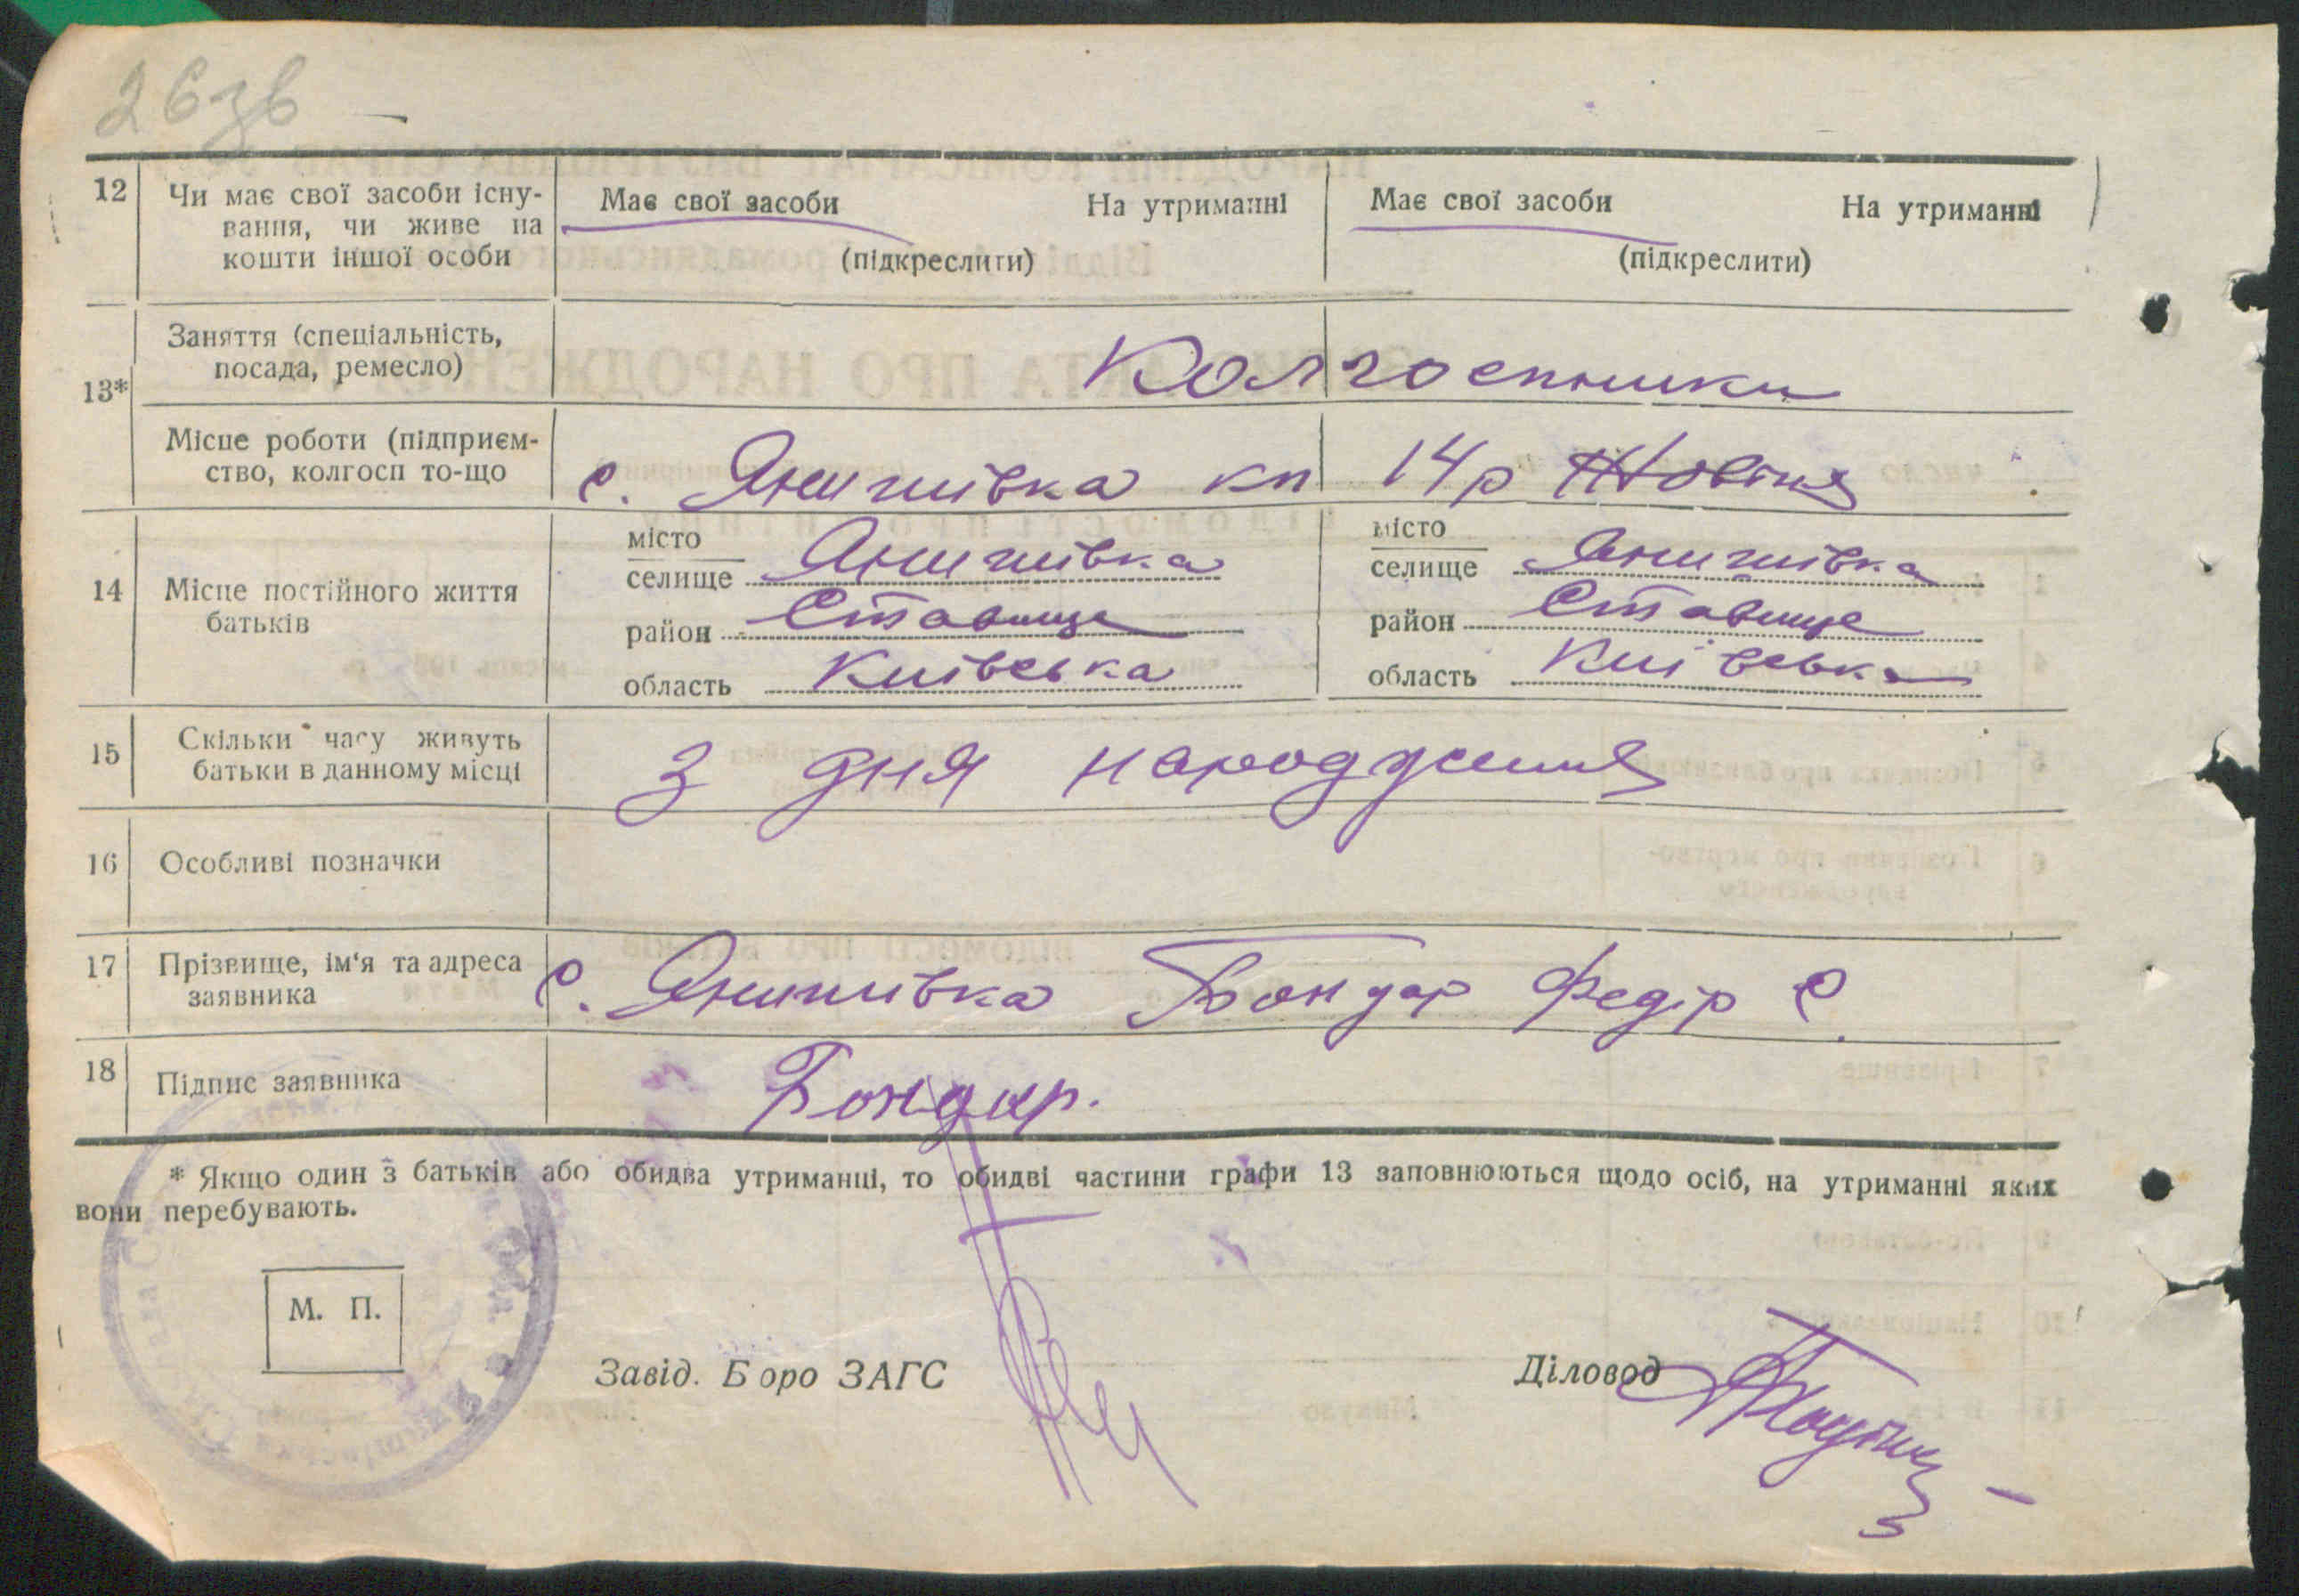 26зв
12 Чи має свої засоби існу- Має свої засоби На утриманні Має свої засоби На утриманні
вання, чи живе на
кошти іншої особи (підкреслити) (підкреслити)
13* Заняття (спеціальність,
посада, ремесло) Колгоспники
Місце роботи (підприєм-
ство, колгосп то-що с. Янишівка кп 14р Жовтня
14 Місце постійного життя
батьків
місто місто
селище Янишівка селище Янишівка
район Ставище район Ставище
область Київська область Київська
15 Скільки часу живуть
батьки в данному місці З дня народження
16 Особливі позначки
17 Прізвище, ім'я та адреса
заявника с. Янишівка Бондар Федір С.
18 Підпис заявника Бондар.
* Якщо один з батьків або обидва утриманці, то обидві частини графи 13 заповнюються щодо осіб, на утриманні яких
вони перебувають.
М. П.
Завід. Бюро ЗАГС Діловод